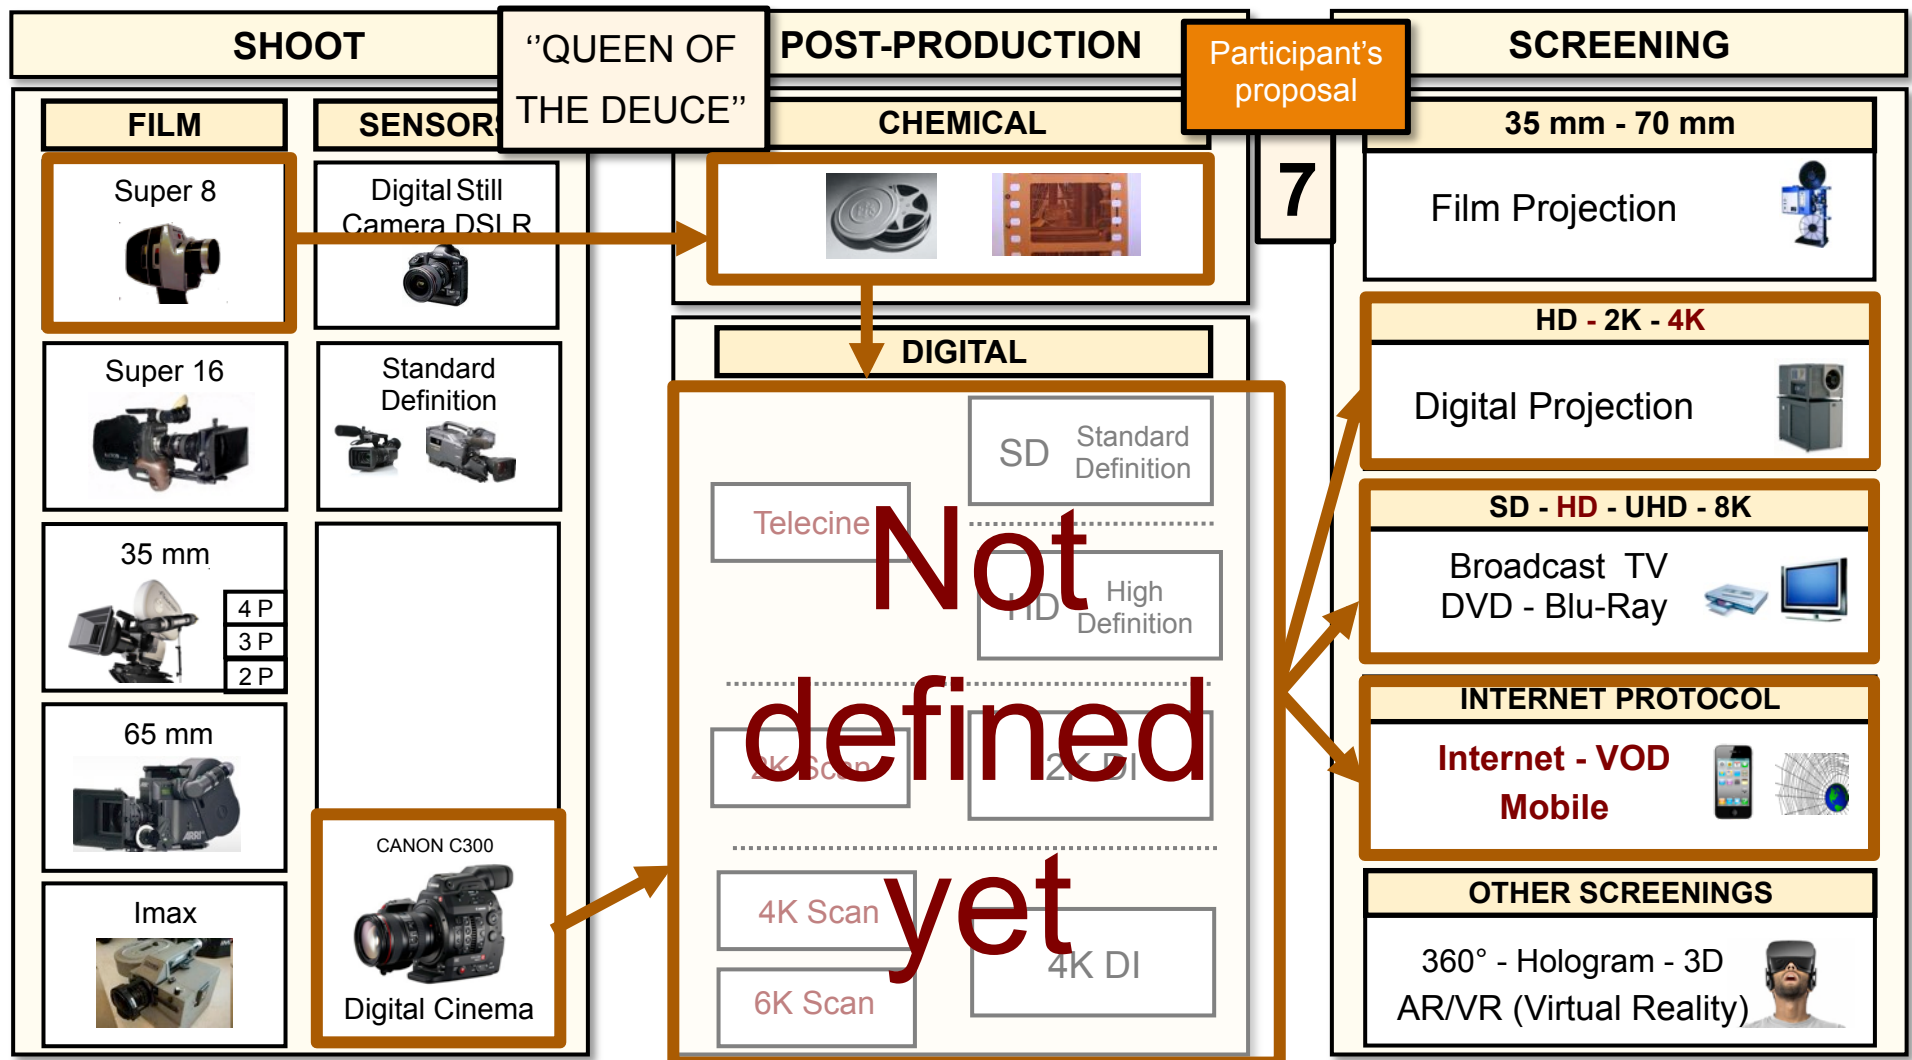 SHOOT
‘’QUEEN OF
THE DEUCE’’
POST-PRODUCTION
Participant’s
proposal
SCREENING
FILM
Super 8
Super 16
35 mm
4 P
3 P
2 P
65 mm
ARRI
Imax
SENSORS
Digital Still
Camera DSLR
Standard
Definition
CANON C300
Digital Cinema
CHEMICAL
7
DIGITAL
SD
Standard
Definition
Telecine
HD
High
Definition
2K Scan
2K DI
4K Scan
6K Scan
4K DI
Not
defined
yet
35 mm - 70 mm
Film Projection
HD - 2K - 4K
Digital Projection
SD - HD - UHD - 8K
Broadcast TV
DVD - Blu-Ray
INTERNET PROTOCOL
Internet - VOD
Mobile
OTHER SCREENINGS
360° - Hologram - 3D
AR/VR (Virtual Reality)